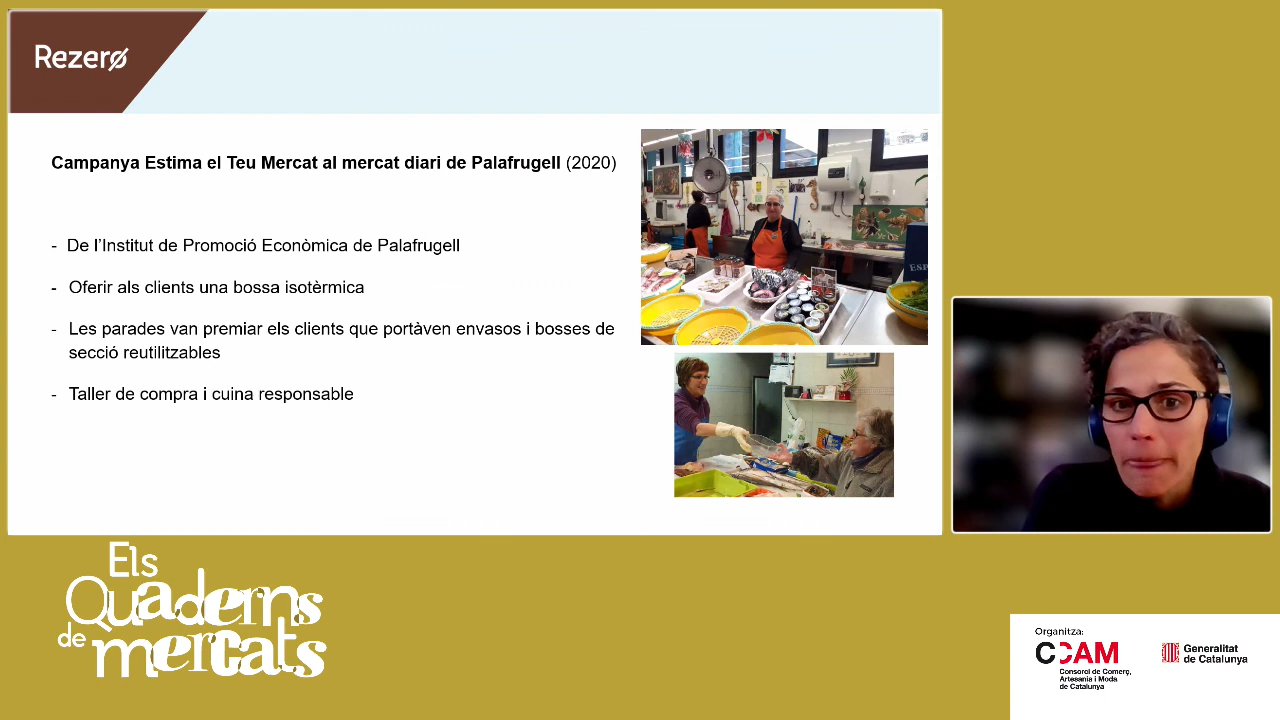 Rezero
Campanya Estima el Teu Mercat al mercat diari de Palafrugell (2020)
- De l'Institut de Promoció Econòmica de Palafrugell
- Oferir als clients una bossa isotèrmica
- Les parades van premiar els clients que portàven envasos i bosses de
secció reutilitzables
- Taller de compra i cuina responsable
ESP
Els
Quaderns
de mercats
Organitza:
CCAM
Consorci de Comerç,
Artesania i Moda
de Catalunya
Generalitat
de Catalunya